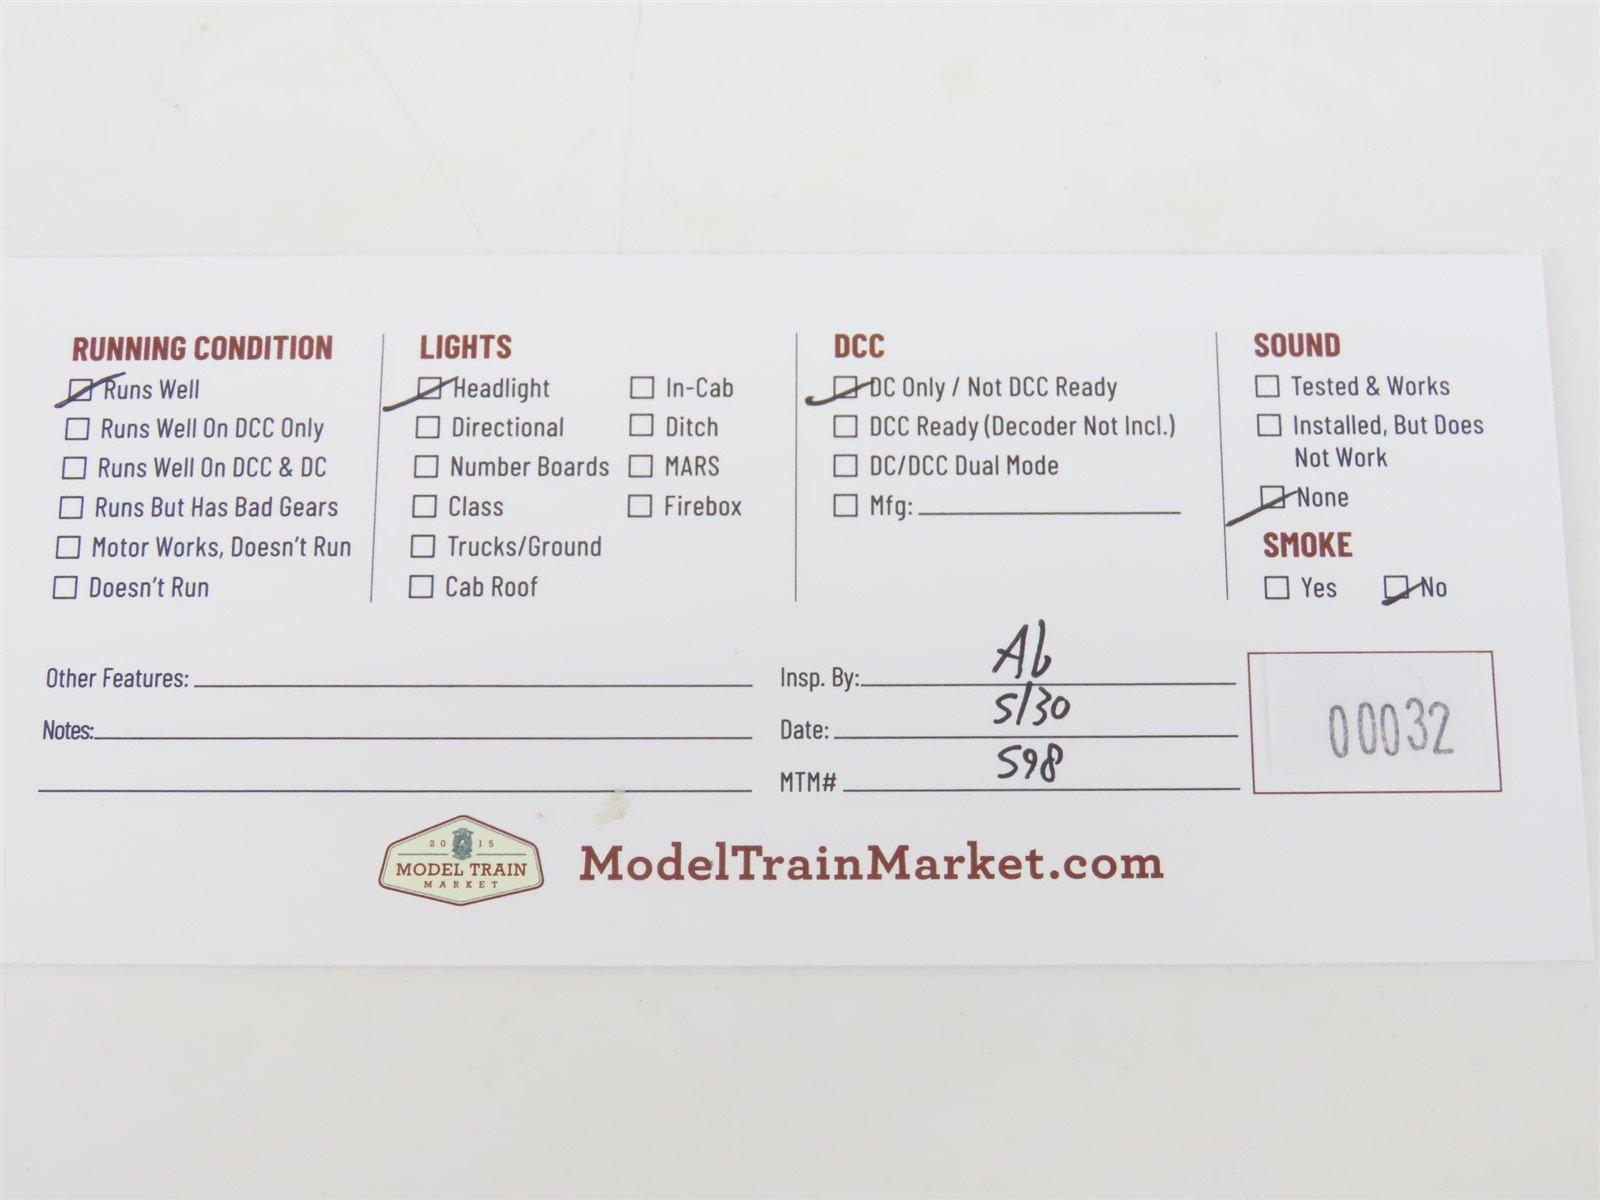 RUNNING CONDITION
Runs Well
Runs Well On DCC Only
Runs Well On DCC & DC
Runs But Has Bad Gears
Motor Works, Doesn't Run
Doesn't Run
LIGHTS
Headlight
Directional
Number Boards
Class
Trucks/Ground
Cab Roof
In-Cab
Ditch
MARS
Firebox
DCC
DC Only / Not DCC Ready
DCC Ready (Decoder Not Incl.)
DC/DCC Dual Mode
Mfg:
SOUND
Tested & Works
Installed, But Does
Not Work
None
SMOKE
Yes No
Other Features:
Notes:
Insp. By:
Date: 5/30
MTM# 598
00032
2015
MODEL TRAIN
MARKET
ModelTrainMarket.com